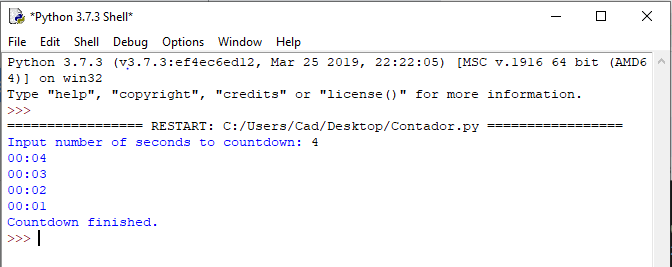 *Python 3.7.3 Shell*
File Edit Shell Debug Options Window Help
Python 3.7.3 (v3.7.3:ef4ec6ed12, Mar 25 2019, 22:22:05) [MSC v.1916 64 bit (AMD6
4)] on win32
Type "help", "copyright", "credits" or "license()" for more information.
>>>
================= RESTART: C:/Users/Cad/Desktop/Contador.py =================
Input number of seconds to countdown: 4
00:04
00:03
00:02
00:01
Countdown finished.
>>>